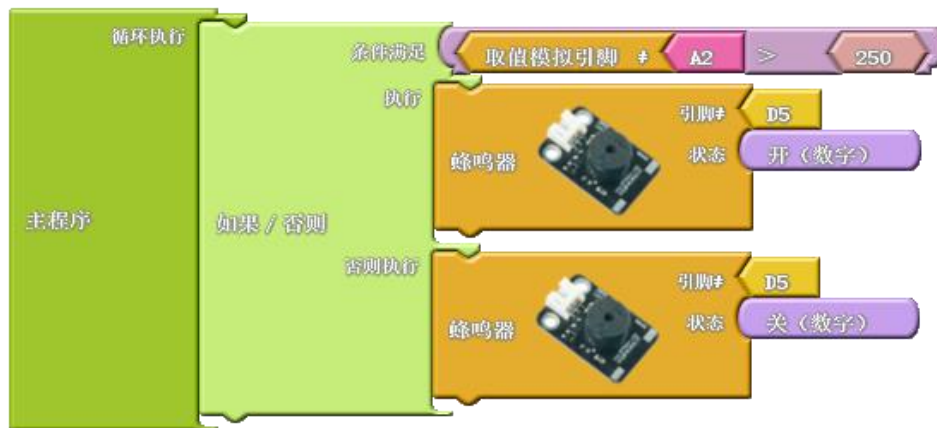 循环执行
条件满足
取值模拟引脚 # A2 > 250
执行
引脚# D5
蜂鸣器
状态 开（数字）
主程序
如果 / 否则
否则执行
引脚# D5
蜂鸣器
状态 关（数字）